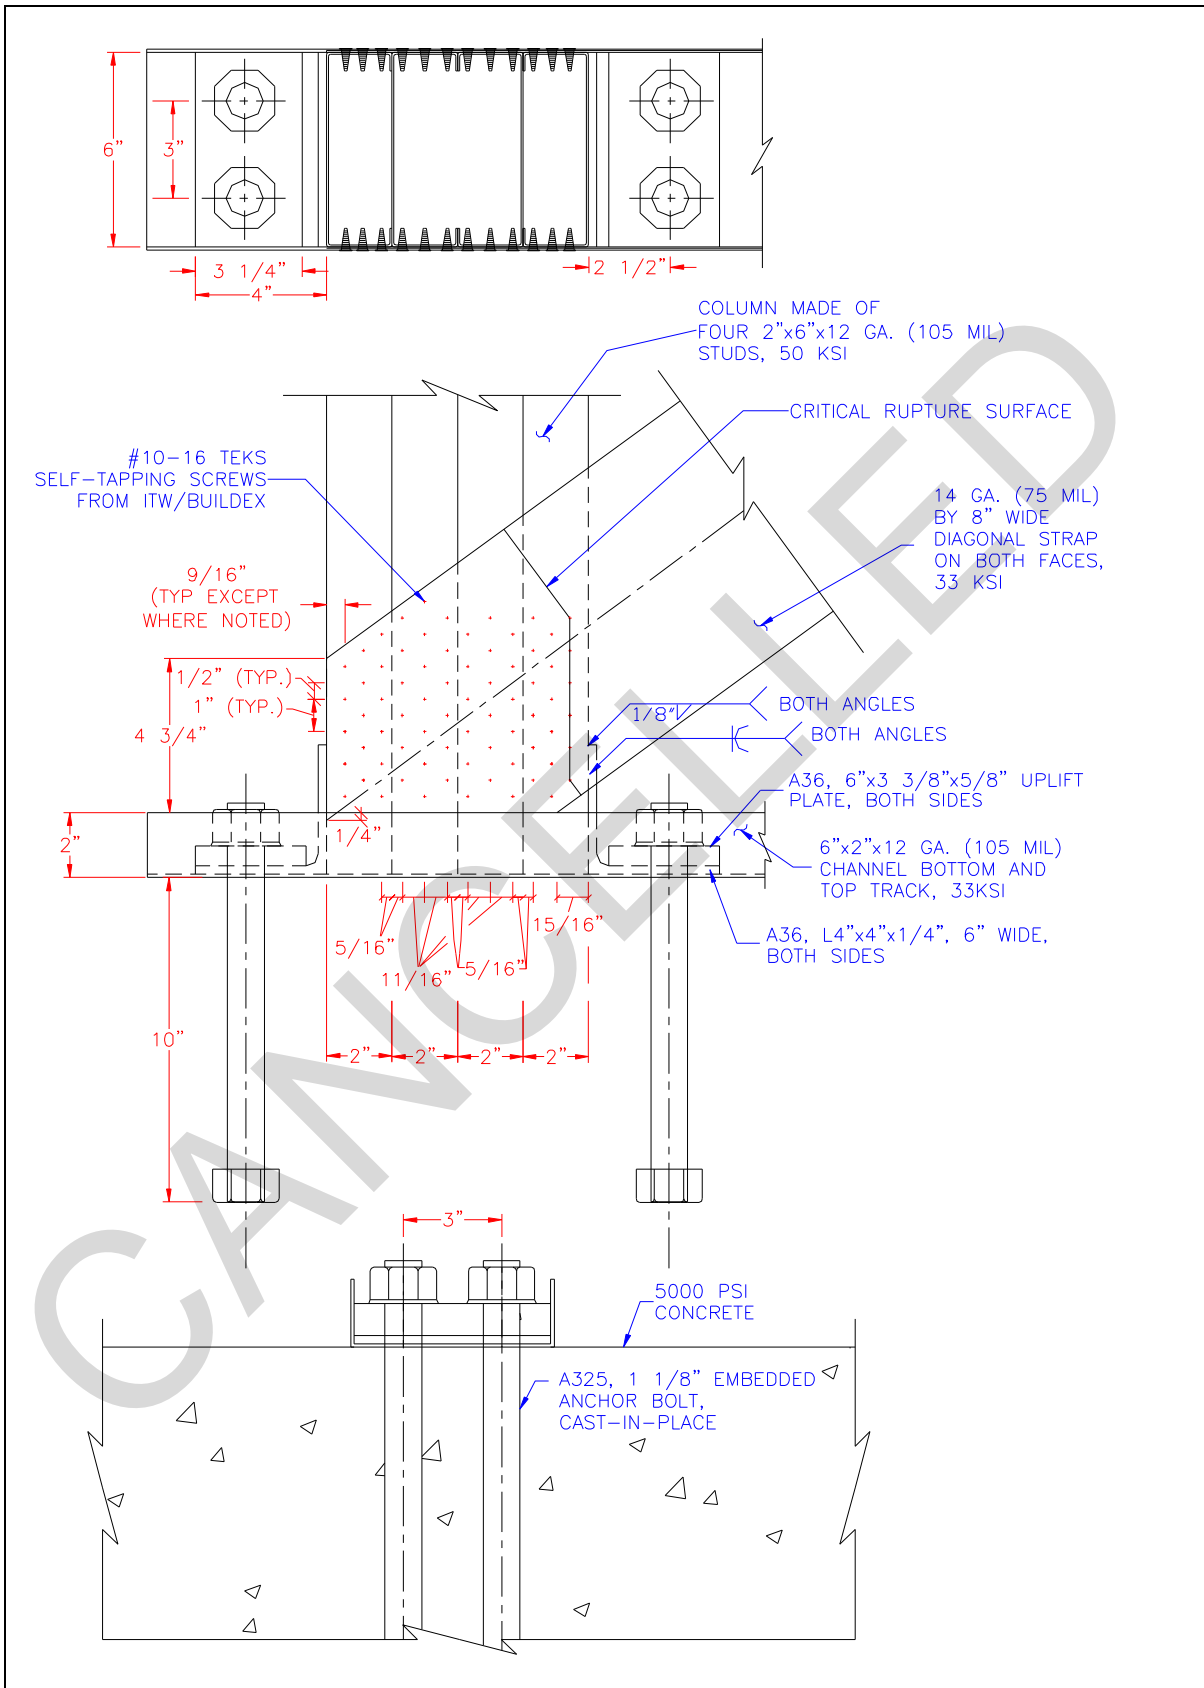 6”
3”
3 1/4”
4”
2 1/2”
COLUMN MADE OF
FOUR 2”x6”x12 GA. (105 MIL)
STUDS, 50 KSI
CRITICAL RUPTURE SURFACE
#10-16 TEKS
SELF-TAPPING SCREWS
FROM ITW/BUILDEX
14 GA. (75 MIL)
BY 8” WIDE
DIAGONAL STRAP
ON BOTH FACES,
33 KSI
9/16”
(TYP EXCEPT
WHERE NOTED)
1/2” (TYP.)
1” (TYP.)
4 3/4”
1/8”
BOTH ANGLES
BOTH ANGLES
A36, 6”x3 3/8”x5/8” UPLIFT
PLATE, BOTH SIDES
1/4”
2”
6”x2”x12 GA. (105 MIL)
CHANNEL BOTTOM AND
TOP TRACK, 33KSI
15/16”
5/16”
11/16”
5/16”
A36, L4”x4”x1/4”, 6” WIDE,
BOTH SIDES
10”
2”
2”
2”
2”
3”
5000 PSI
CONCRETE
A325, 1 1/8” EMBEDDED
ANCHOR BOLT,
CAST-IN-PLACE
CANCELLED